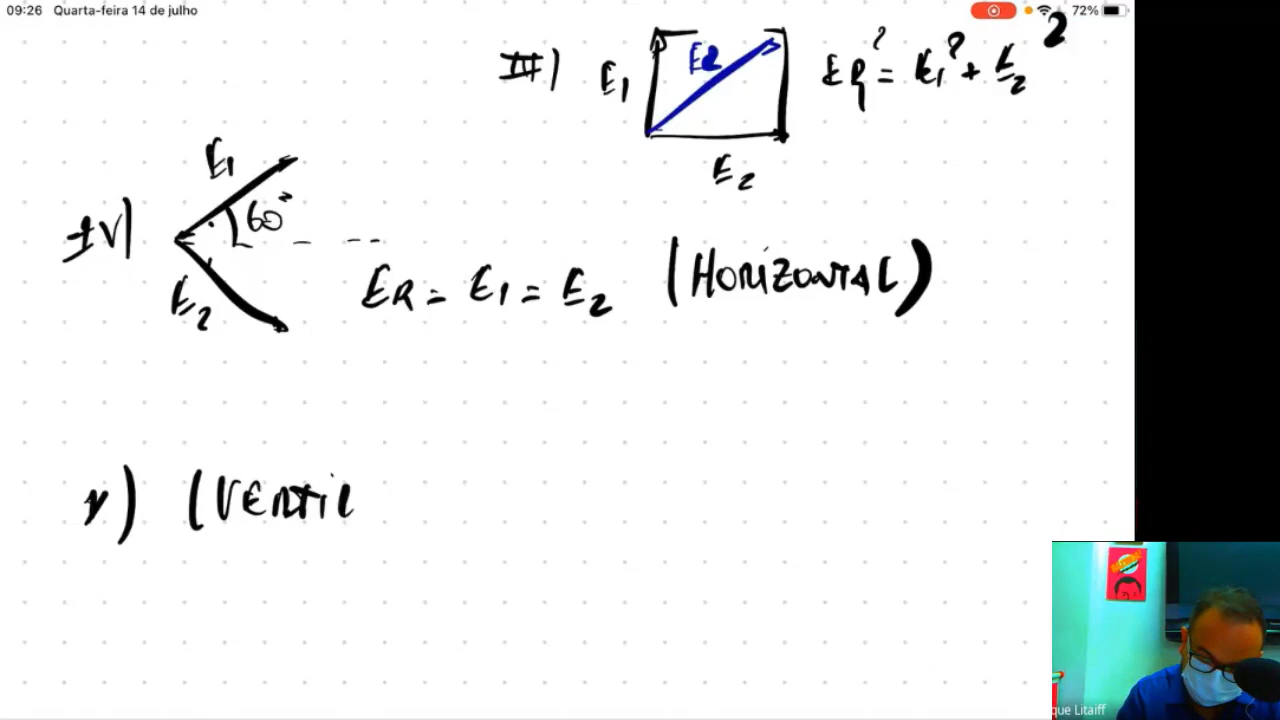 09:26 Quarta-feira 14 de julho
72%
III) E1 ER ER² = E1² + E2²
E2
E1
IV) 60°
E2 ER = E1 = E2 (HORIZONTAL)
V) (VERTIC
que Litaiff